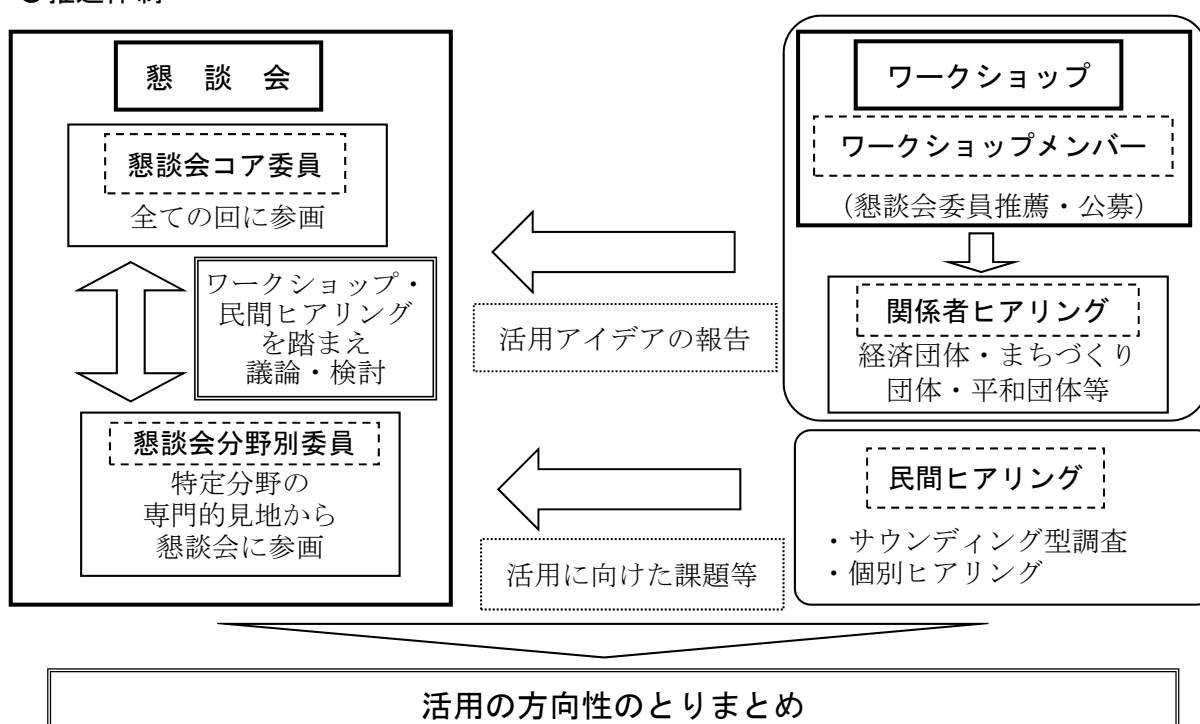 懇 談 会
懇談会コア委員
全ての回に参画
ワークショップ・
民間ヒアリング
を踏まえ
議論・検討
懇談会分野別委員
特定分野の
専門的見地から
懇談会に参画
活用アイデアの報告
活用に向けた課題等
ワークショップ
ワークショップメンバー
（懇談会委員推薦・公募）
関係者ヒアリング
経済団体・まちづくり
団体・平和団体等
民間ヒアリング
・サウンディング型調査
・個別ヒアリング
活用の方向性のとりまとめ